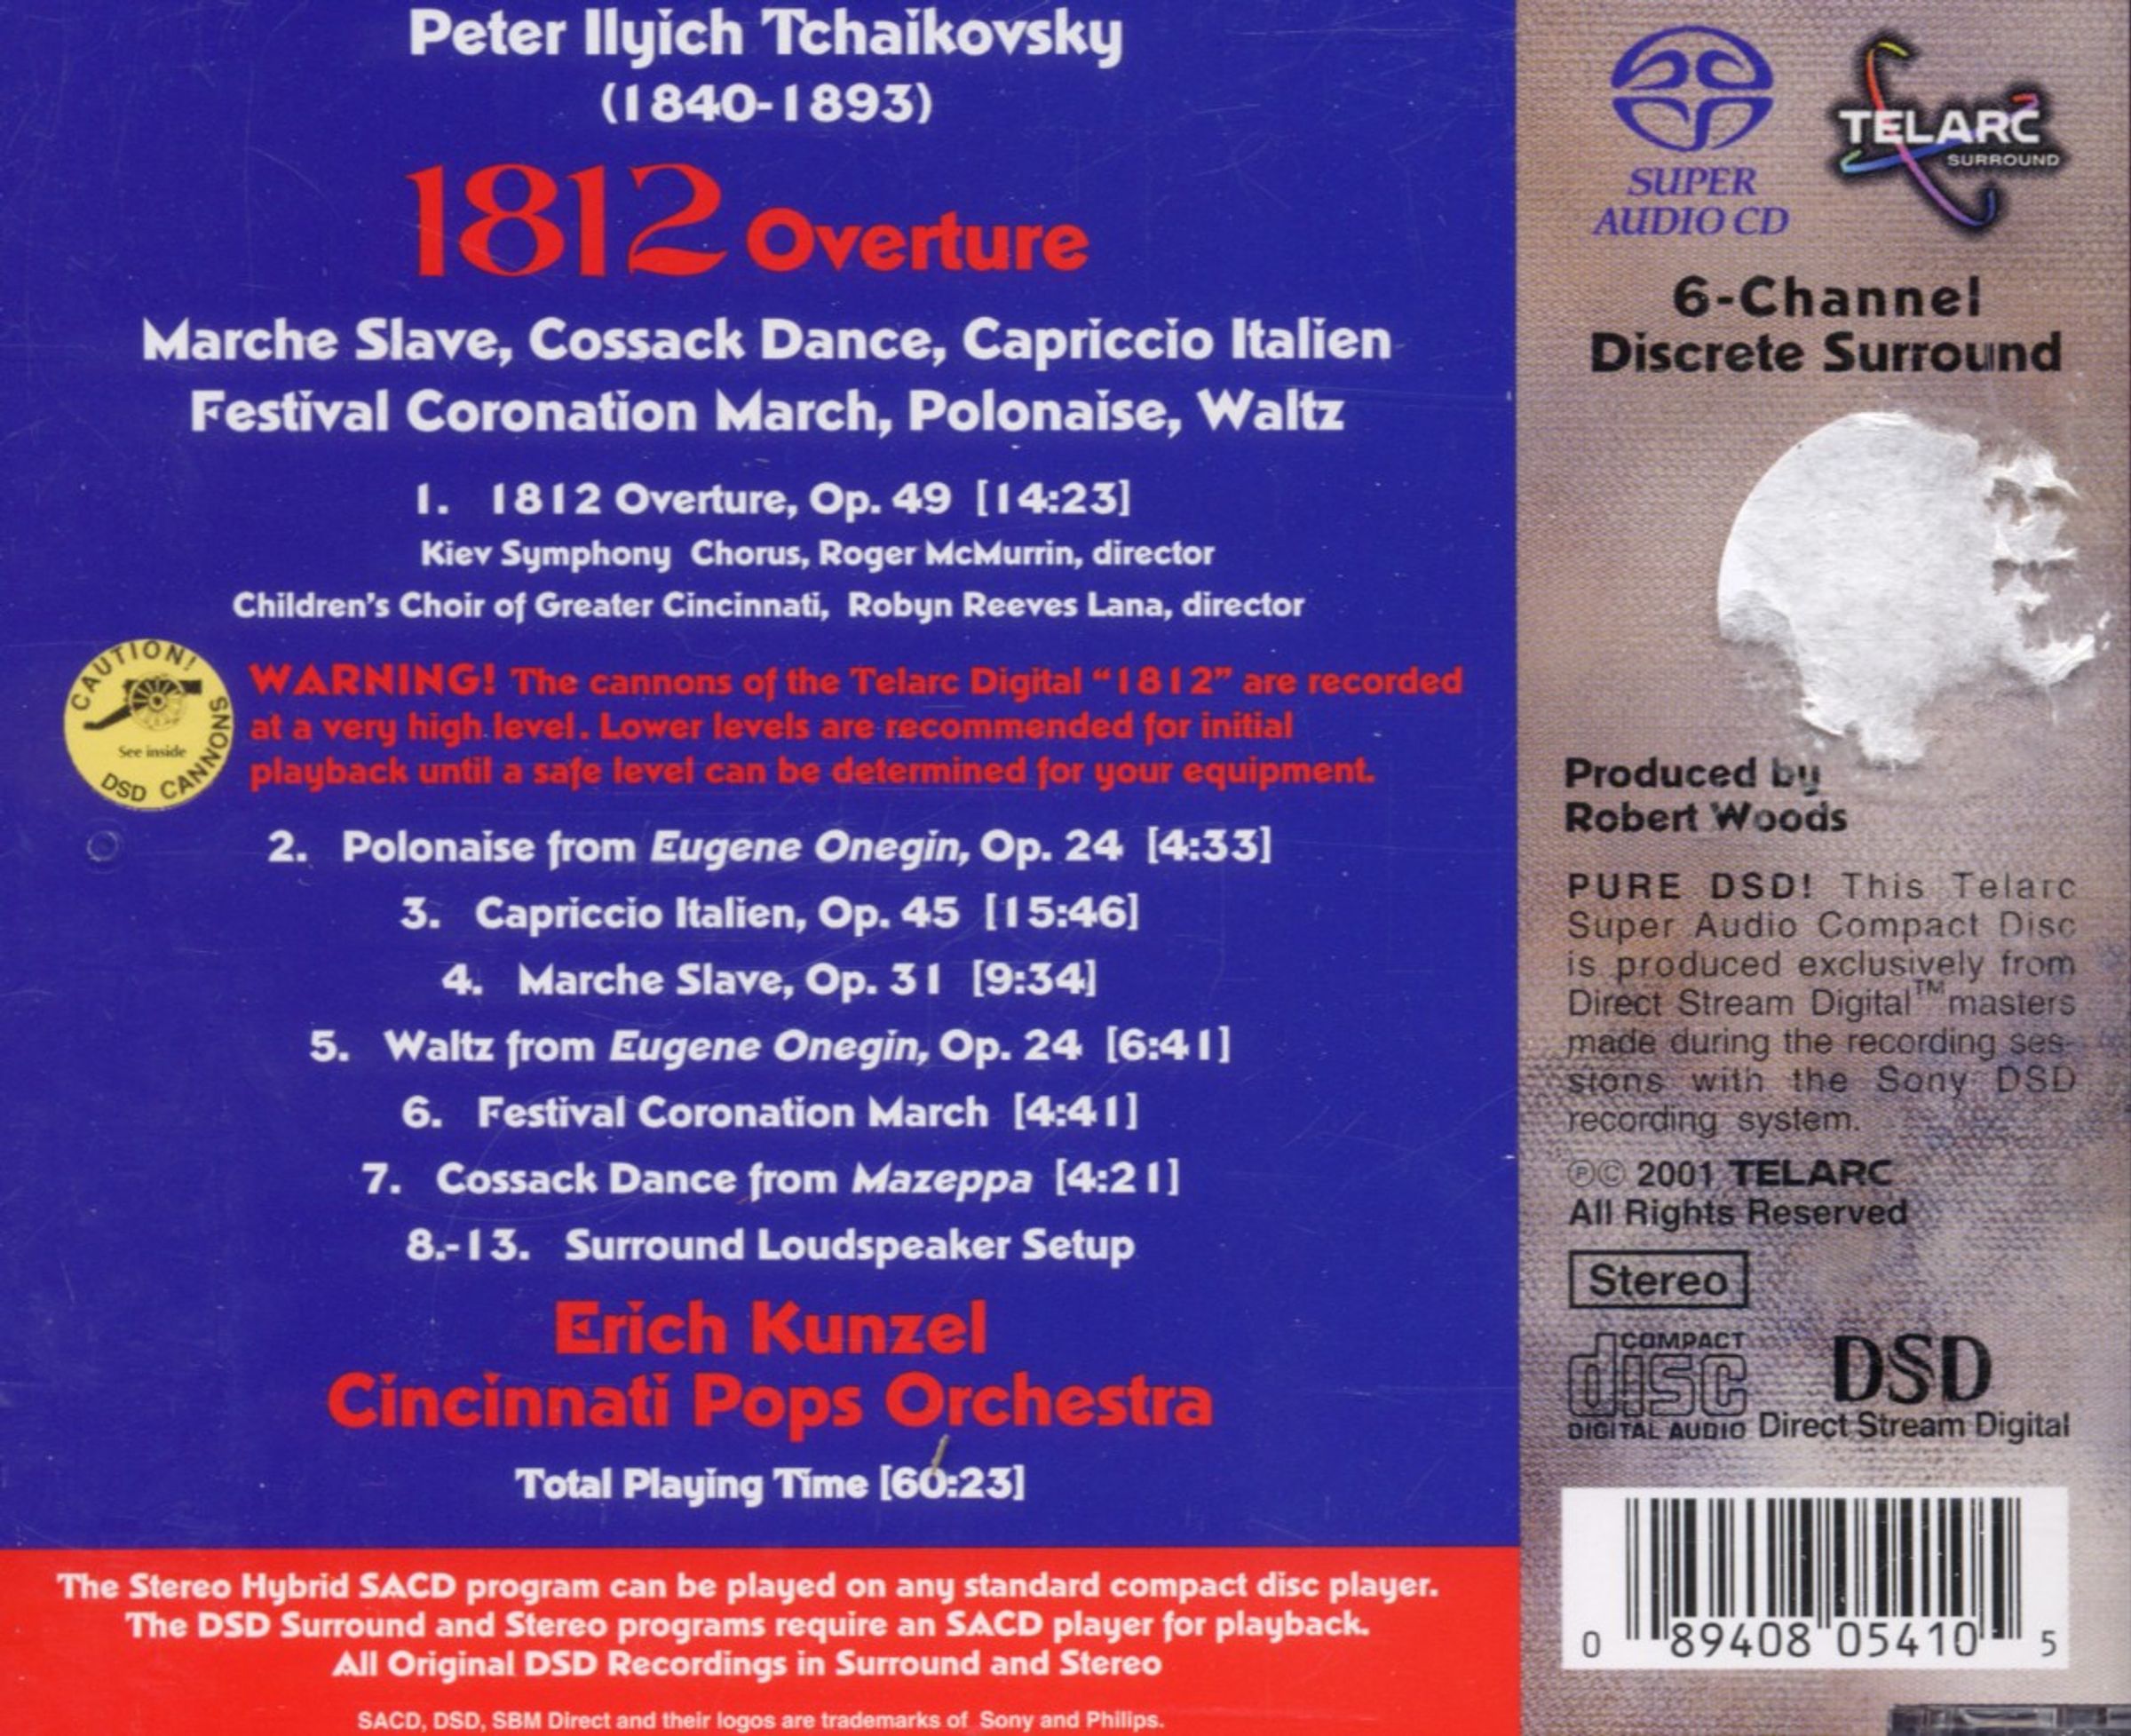 Peter Ilyich Tchaikovsky
(1840-1893)
1812 Overture
Marche Slave, Cossack Dance, Capriccio Italien
Festival Coronation March, Polonaise, Waltz
1. 1812 Overture, Op. 49 [14:23]
Kiev Symphony Chorus, Roger McMurrin, director
Children's Choir of Greater Cincinnati, Robyn Reeves Lana, director
CAUTION!
See inside
DSD CANNONS
WARNING! The cannons of the Telarc Digital "1812" are recorded
at a very high level. Lower levels are recommended for initial
playback until a safe level can be determined for your equipment.
2. Polonaise from Eugene Onegin, Op. 24 [4:33]
3. Capriccio Italien, Op. 45 [15:46]
4. Marche Slave, Op. 31 [9:34]
5. Waltz from Eugene Onegin, Op. 24 [6:41]
6. Festival Coronation March [4:41]
7. Cossack Dance from Mazeppa [4:21]
8.-13. Surround Loudspeaker Setup
Erich Kunzel
Cincinnati Pops Orchestra
Total Playing Time [60:23]
The Stereo Hybrid SACD program can be played on any standard compact disc player.
The DSD Surround and Stereo programs require an SACD player for playback.
All Original DSD Recordings in Surround and Stereo
SACD, DSD, SBM Direct and their logos are trademarks of Sony and Philips.
SUPER
AUDIO CD
TELARC
SURROUND
6-Channel
Discrete Surround
Produced by
Robert Woods
PURE DSD! This Telarc
Super Audio Compact Disc
is produced exclusively from
Direct Stream Digital™ masters
made during the recording ses-
sions with the Sony DSD
recording system.
℗© 2001 TELARC
All Rights Reserved
Stereo
COMPACT
disc
DIGITAL AUDIO
DSD
Direct Stream Digital
0 89408 05410 5